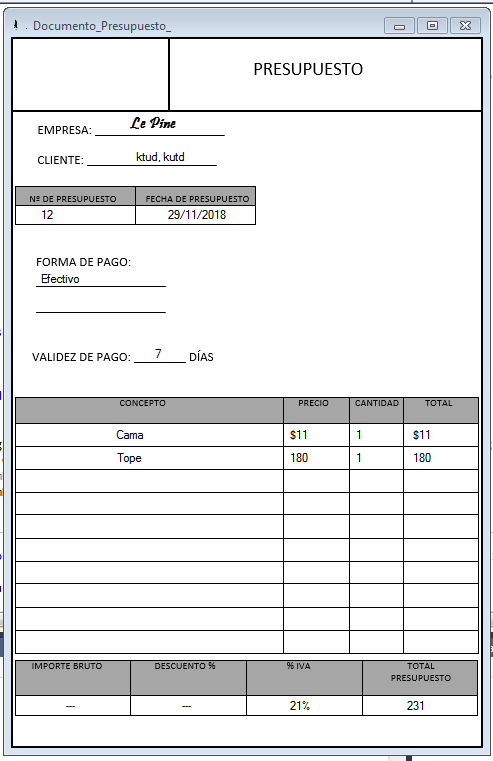 . Documento_Presupuesto_
PRESUPUESTO
EMPRESA: Le Pine
CLIENTE: ktud, kutd
Nº DE PRESUPUESTO FECHA DE PRESUPUESTO
12 29/11/2018
FORMA DE PAGO:
Efectivo
VALIDEZ DE PAGO: 7 DÍAS
CONCEPTO PRECIO CANTIDAD TOTAL
Cama $11 1 $11
Tope 180 1 180
IMPORTE BRUTO DESCUENTO % % IVA TOTAL
PRESUPUESTO
--- --- 21% 231